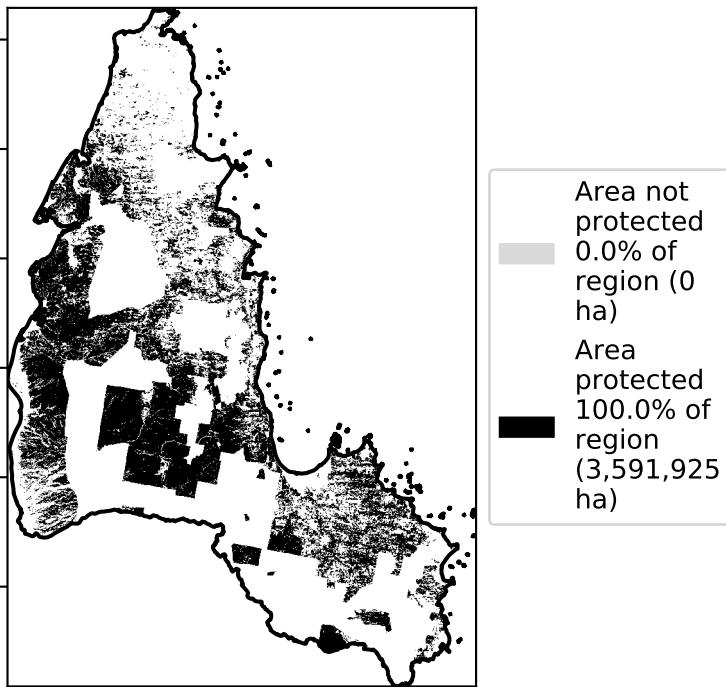 Area not
protected
0.0% of
region (0
ha)
Area
protected
100.0% of
region
(3,591,925
ha)